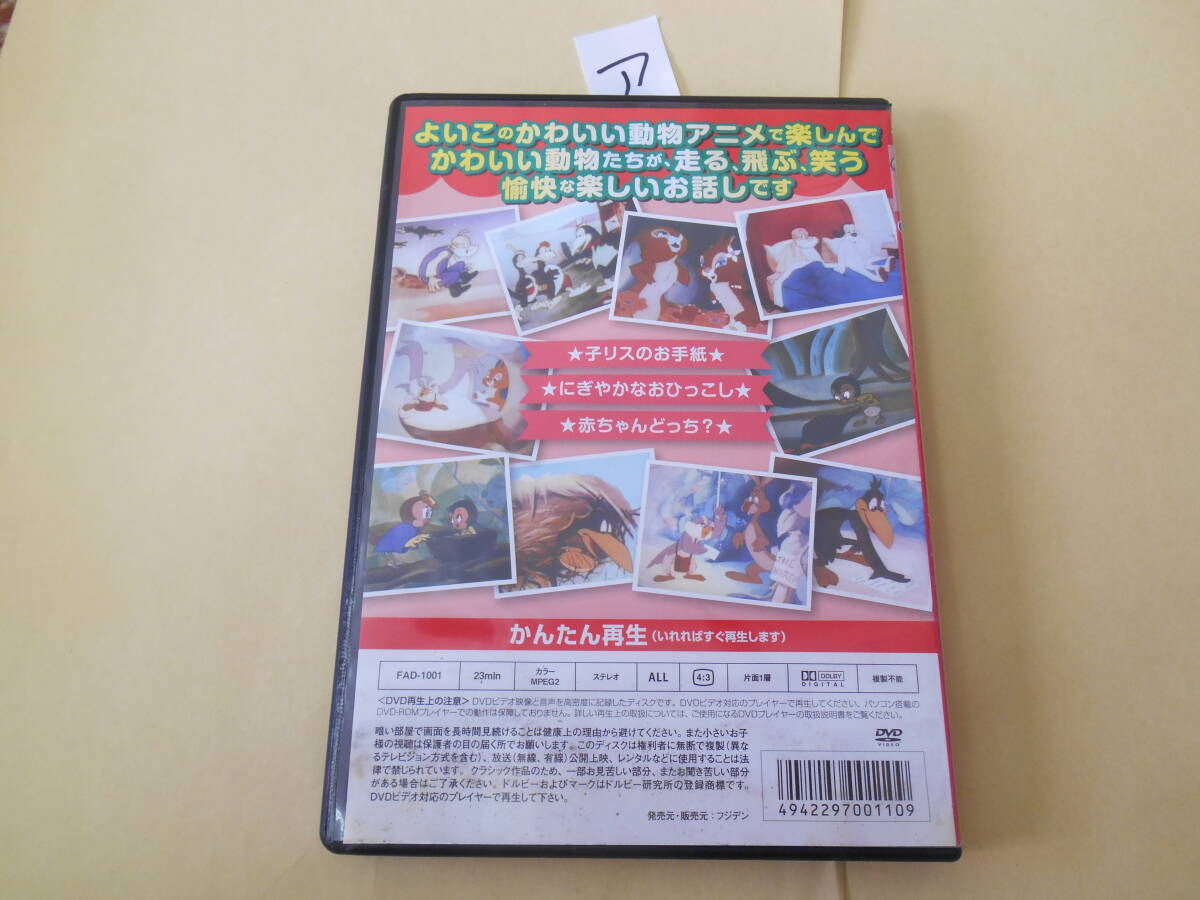 ア
よいこのかわいい動物アニメで楽しんで
かわいい動物たちが、走る、飛ぶ、笑う
愉快な楽しいお話しです
★子リスのお手紙★
★にぎやかなおひっこし★
★赤ちゃんどっち？★
かんたん再生（いれればすぐ再生します）
FAD-1001 23min カラー MPEG2 ステレオ ALL 4:3 片面1層 DOLBY DIGITAL 複製不能
＜DVD再生上の注意＞DVDビデオ映像と音声を高密度に記録したディスクです。DVDビデオ対応のプレイヤーで再生してください。パソコン搭載の
DVD-ROMプレイヤーでの動作は保障しておりません。詳しい再生上の取扱については、ご使用になるDVDプレイヤーの取扱説明書をご覧ください。
暗い部屋で画面を長時間見続けることは健康上の理由から避けてください。また小さいお子
様の視聴は保護者の目の届く所でお願いします。このディスクは権利者に無断で複製（異な
るテレビジョン方式を含む）、放送（無線、有線）公開上映、レンタルなどに使用することは法
律で禁じられています。クラシック作品のため、一部お見苦しい部分、またお聞き苦しい部分
がある場合はご了承ください。ドルビーおよびマークはドルビー研究所の登録商標です。
DVDビデオ対応のプレイヤーで再生して下さい。
DVD
VIDEO
発売元・販売元：フジデン
4942297001109